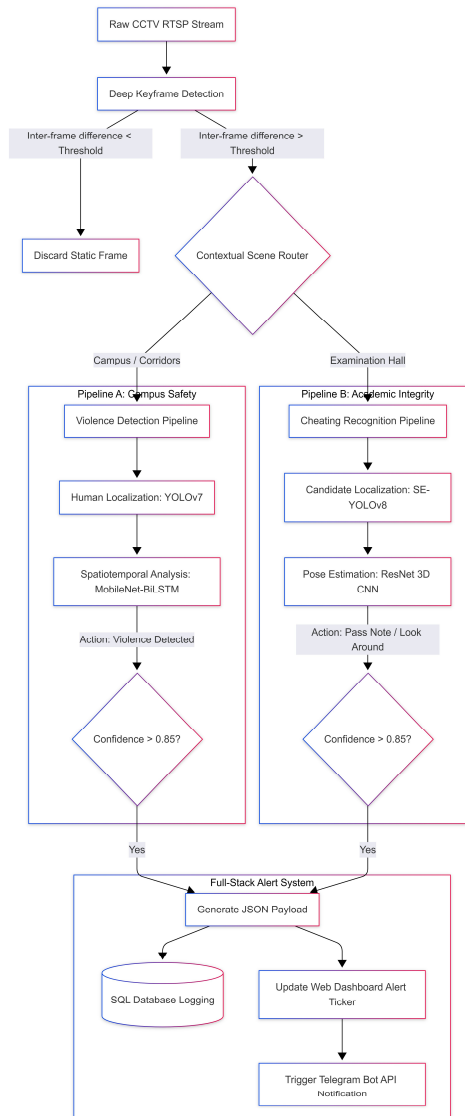 Raw CCTV RTSP Stream
Deep Keyframe Detection
Inter-frame difference <
Threshold
Inter-frame difference >
Threshold
Discard Static Frame
Contextual Scene Router
Campus / Corridors
Examination Hall
Pipeline A: Campus Safety
Violence Detection Pipeline
Human Localization: YOLOv7
Spatiotemporal Analysis:
MobileNet-BiLSTM
Action: Violence Detected
Confidence > 0.85?
Yes
Pipeline B: Academic Integrity
Cheating Recognition Pipeline
Candidate Localization: SE-
YOLOv8
Pose Estimation: ResNet 3D
CNN
Action: Pass Note / Look
Around
Confidence > 0.85?
Yes
Full-Stack Alert System
Generate JSON Payload
SQL Database Logging
Update Web Dashboard Alert
Ticker
Trigger Telegram Bot API
Notification